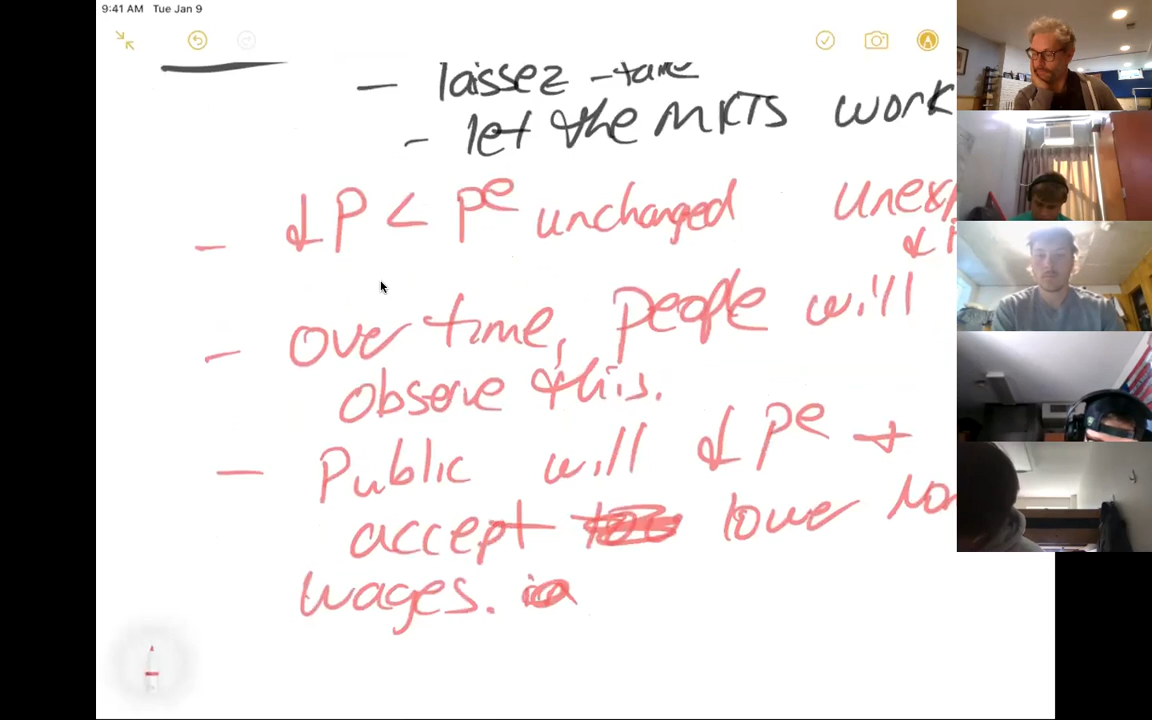 9:41 AM Tue Jan 9
- laissez-faire
- let the MKTS work
- ↓P < Pe unchanged
- over time, people will
observe this.
- Public will ↓ Pe +
accept lower
wages.